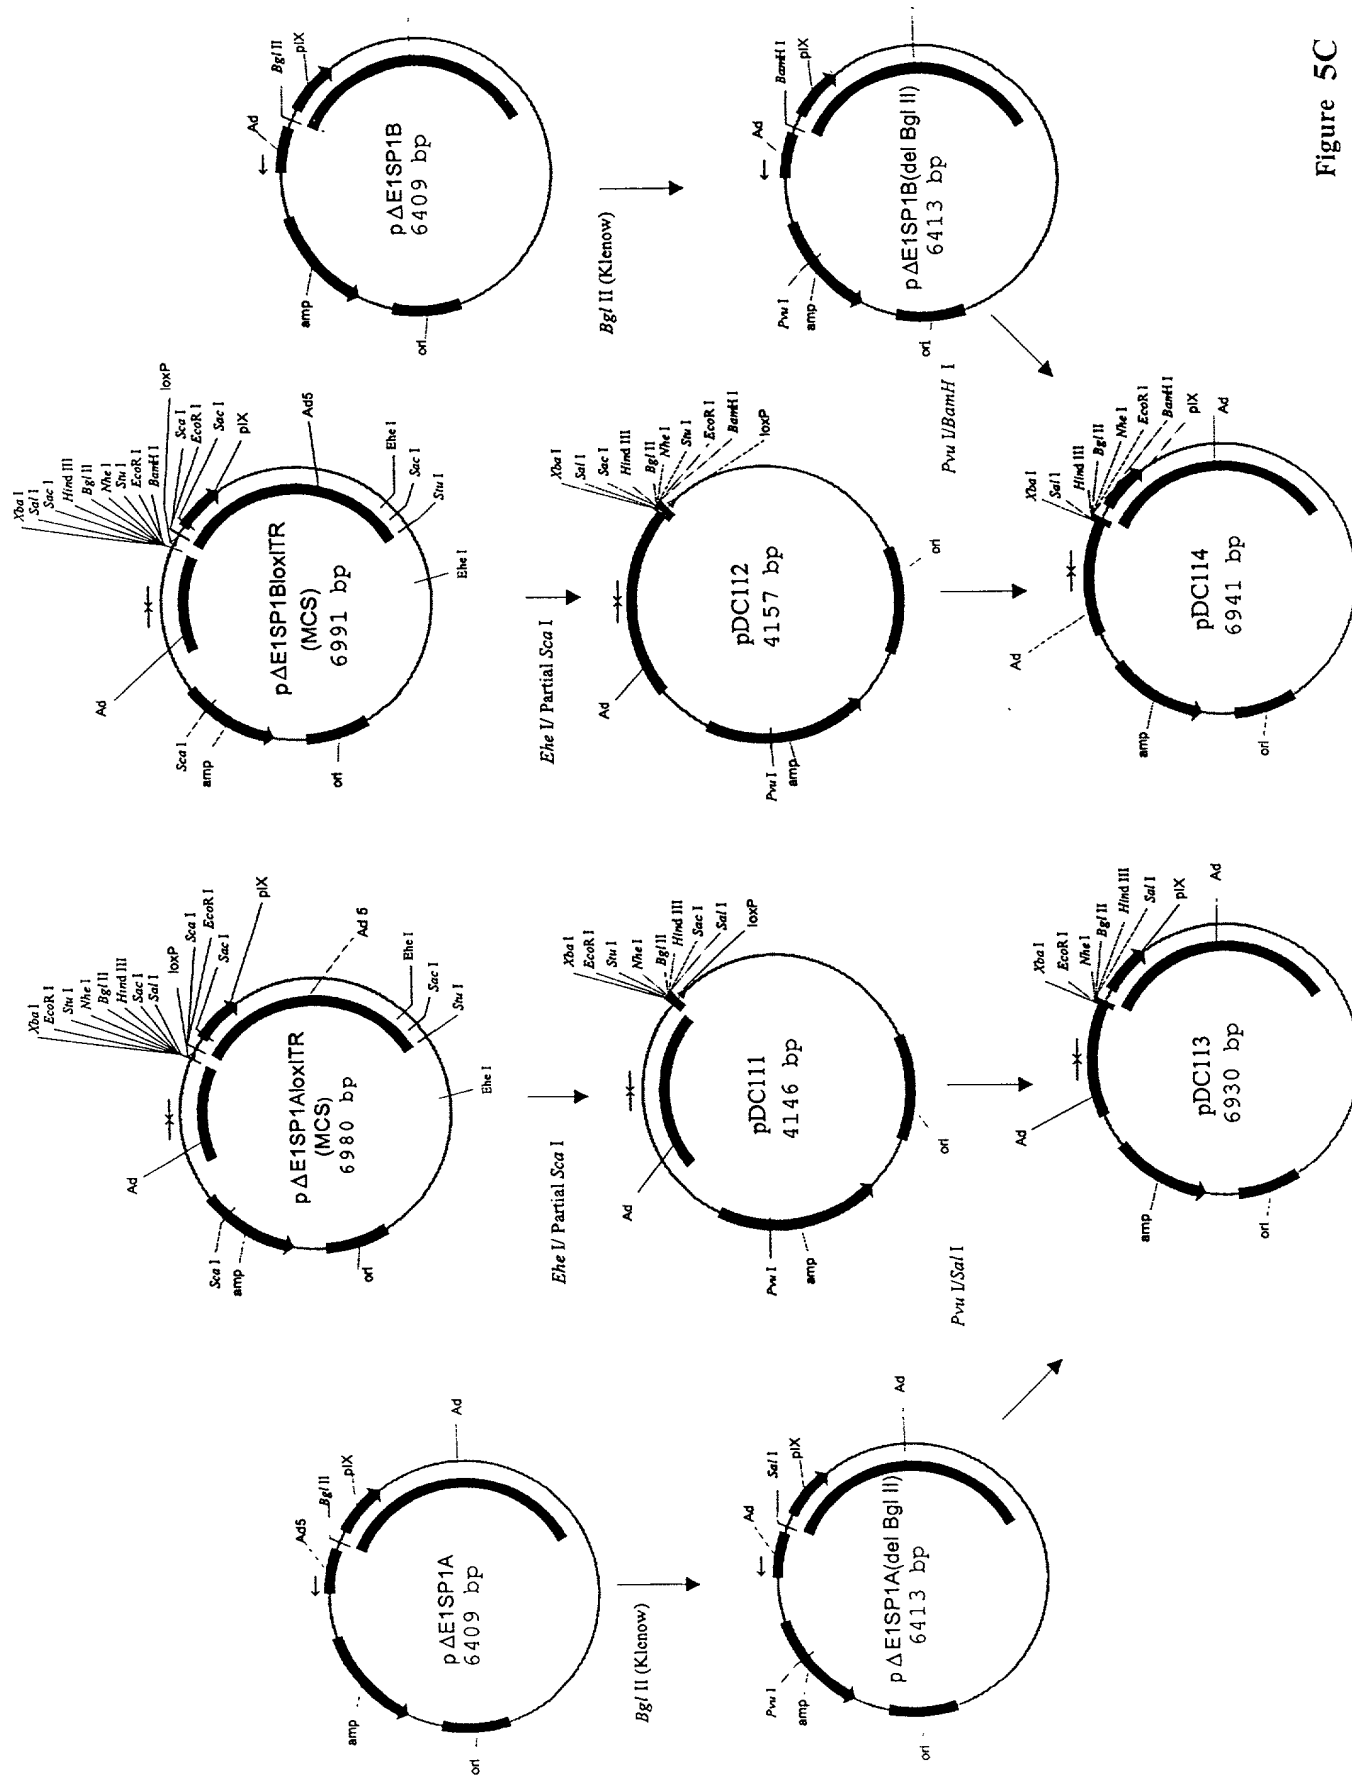 pΔE1SP1A
6409 bp
Ad5
Bgl II
pIX
Ad
amp
ori
Bgl II (Klenow)
pΔE1SP1A(del Bgl II)
6413 bp
Ad
Sal I
pIX
Ad
Pvu I
amp
ori
pΔE1SP1AloxITR
(MCS)
6980 bp
Xba I
EcoR I
Stu I
Nhe I
Bgl II
Hind III
Sac I
Sal I
loxP
Sca I
EcoR I
Sac I
pIX
Ad 5
Ehe I
Sac I
Stu I
Ehe I
Ad
Sca I
amp
ori
Ehe I/ Partial Sca I
pDC111
4146 bp
Xba I
EcoR I
Stu I
Nhe I
Bgl II
Hind III
Sac I
Sal I
loxP
Ad
Pvu I
amp
ori
Pvu I/Sal I
pDC113
6930 bp
Xba I
EcoR I
Nhe I
Bgl II
Hind III
Sal I
pIX
Ad
Ad
amp
ori
pΔE1SP1BloxITR
(MCS)
6991 bp
Xba I
Sal I
Sac I
Hind III
Bgl II
Nhe I
Stu I
EcoR I
BamH I
loxP
Sca I
EcoR I
Sac I
pIX
Ad5
Ehe I
Sac I
Stu I
Ehe I
Ad
Sca I
amp
ori
Ehe I/ Partial Sca I
pDC112
4157 bp
Xba I
Sal I
Sac I
Hind III
Bgl II
Nhe I
Stu I
EcoR I
BamH I
loxP
Ad
Pvu I
amp
ori
Pvu I/BamH I
pDC114
6941 bp
Xba I
Sal I
Hind III
Bgl II
Nhe I
EcoR I
BamH I
pIX
Ad
Ad
amp
ori
pΔE1SP1B
6409 bp
Ad
Bgl II
pIX
amp
ori
Bgl II (Klenow)
pΔE1SP1B(del Bgl II)
6413 bp
Ad
BamH I
pIX
Pvu I
amp
ori
Figure 5C